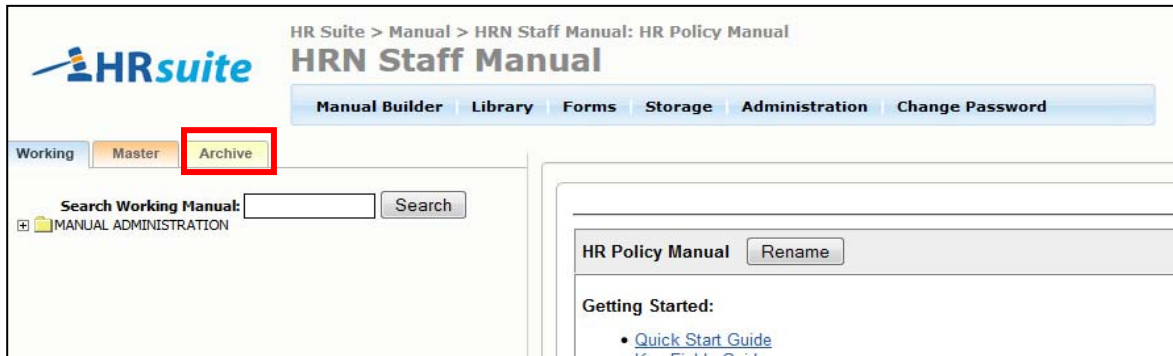 HR Suite > Manual > HRN Staff Manual: HR Policy Manual
HRsuite
HRN Staff Manual
Manual Builder Library Forms Storage Administration Change Password
Working Master Archive
Search Working Manual: Search
MANUAL ADMINISTRATION
HR Policy Manual Rename
Getting Started:
• Quick Start Guide